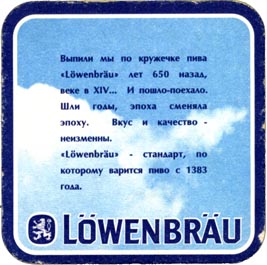 Выпили мы по кружечке пива
«Löwenbräu» лет 650 назад,
веке в XIV... И пошло-поехало.
Шли годы, эпоха сменяла
эпоху. Вкус и качество -
неизменны.
«Löwenbräu» - стандарт, по
которому варится пиво с 1383
года.
LÖWENBRÄU